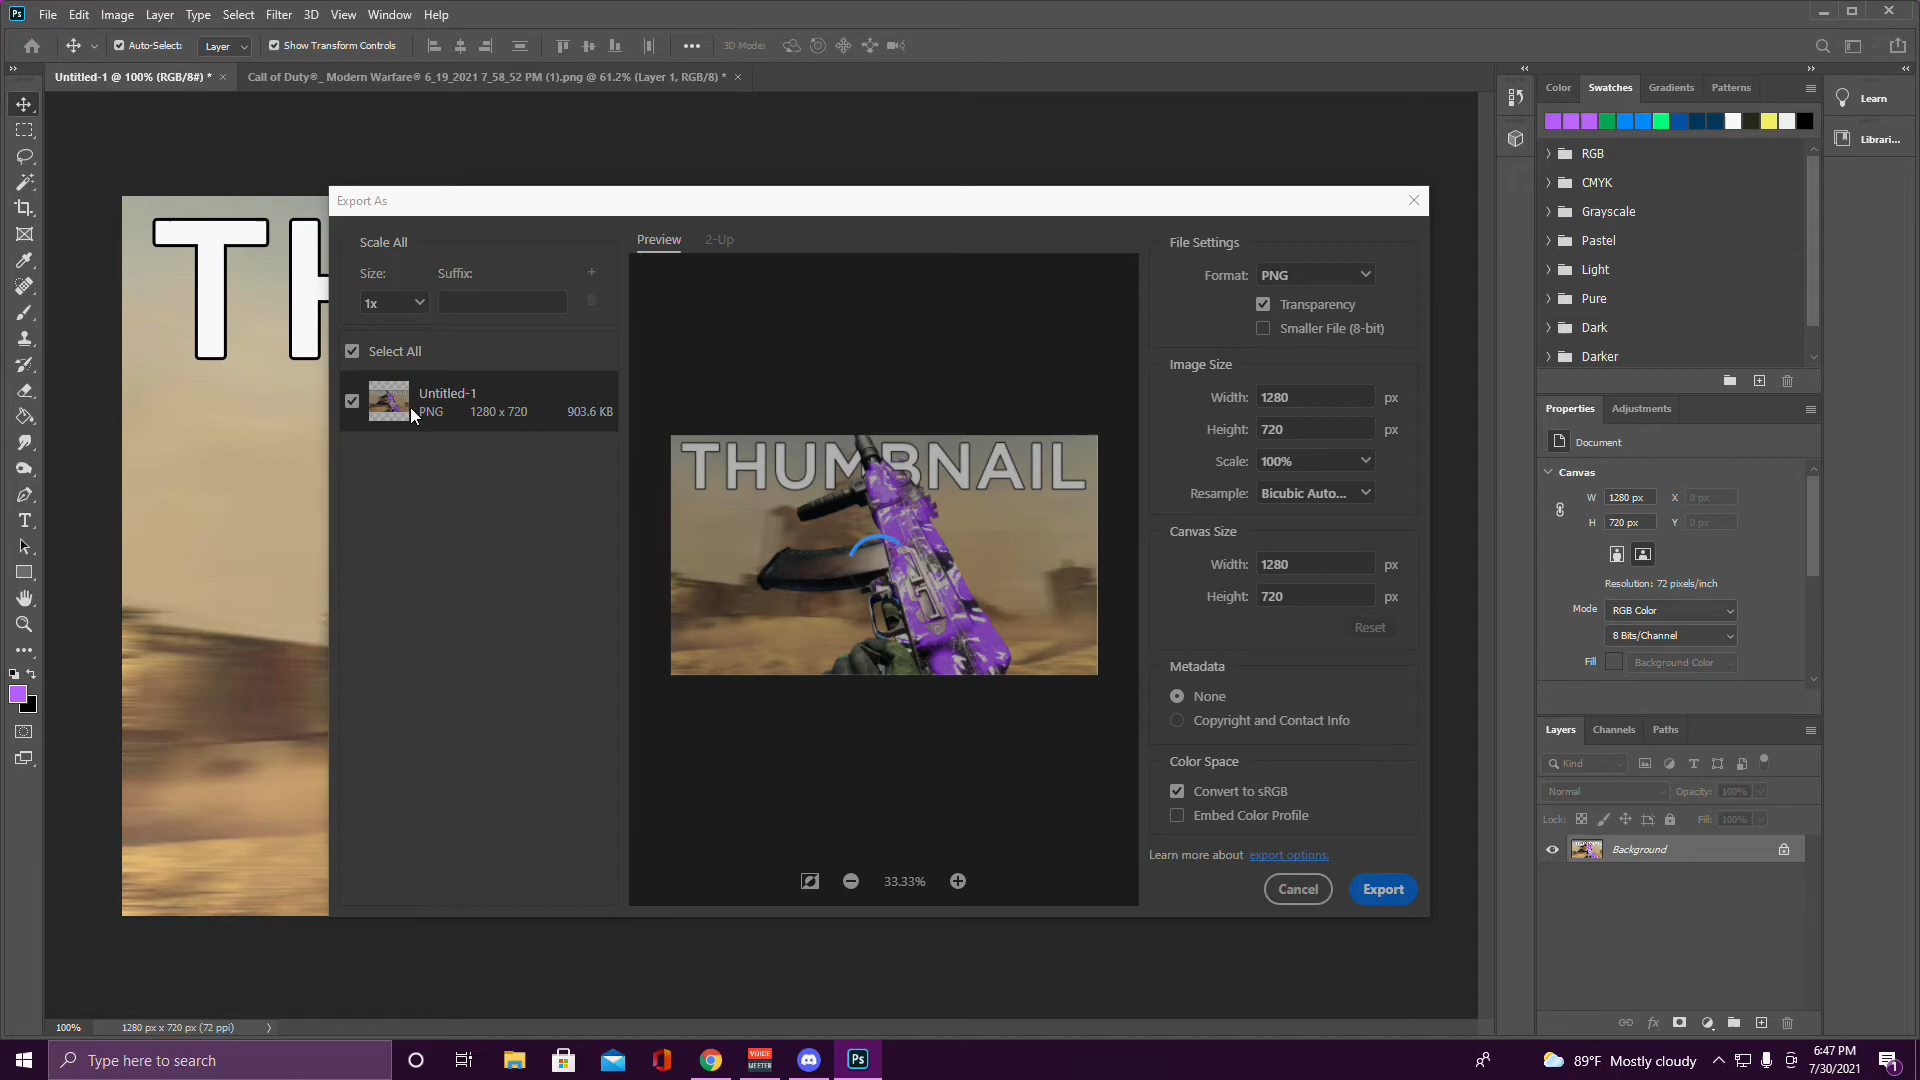 Ps File Edit Image Layer Type Select Filter 3D View Window Help
Auto-Select: Layer Show Transform Controls 3D Mode:
Untitled-1 @ 100% (RGB/8#) * × Call of Duty®_ Modern Warfare® 6_19_2021 7_58_52 PM (1).png @ 61.2% (Layer 1, RGB/8) * ×
TH
Export As
Scale All
Size: Suffix:
1x
Select All
Untitled-1
PNG 1280 x 720 903.6 KB
Preview 2-Up
THUMBNAIL
33.33%
File Settings
Format: PNG
Transparency
Smaller File (8-bit)
Image Size
Width: 1280 px
Height: 720 px
Scale: 100%
Resample: Bicubic Auto...
Canvas Size
Width: 1280 px
Height: 720 px
Reset
Metadata
None
Copyright and Contact Info
Color Space
Convert to sRGB
Embed Color Profile
Learn more about export options.
Cancel Export
Color Swatches Gradients Patterns
RGB
CMYK
Grayscale
Pastel
Light
Pure
Dark
Darker
Learn
Librari...
Properties Adjustments
Document
Canvas
W 1280 px X 0 px
H 720 px Y 0 px
Resolution: 72 pixels/inch
Mode RGB Color
8 Bits/Channel
Fill Background Color
Layers Channels Paths
Kind
Normal Opacity: 100%
Lock: Fill: 100%
Background
fx
100% 1280 px x 720 px (72 ppi)
Type here to search
VOICE
MEETER
Ps
89°F Mostly cloudy
6:47 PM
7/30/2021
1